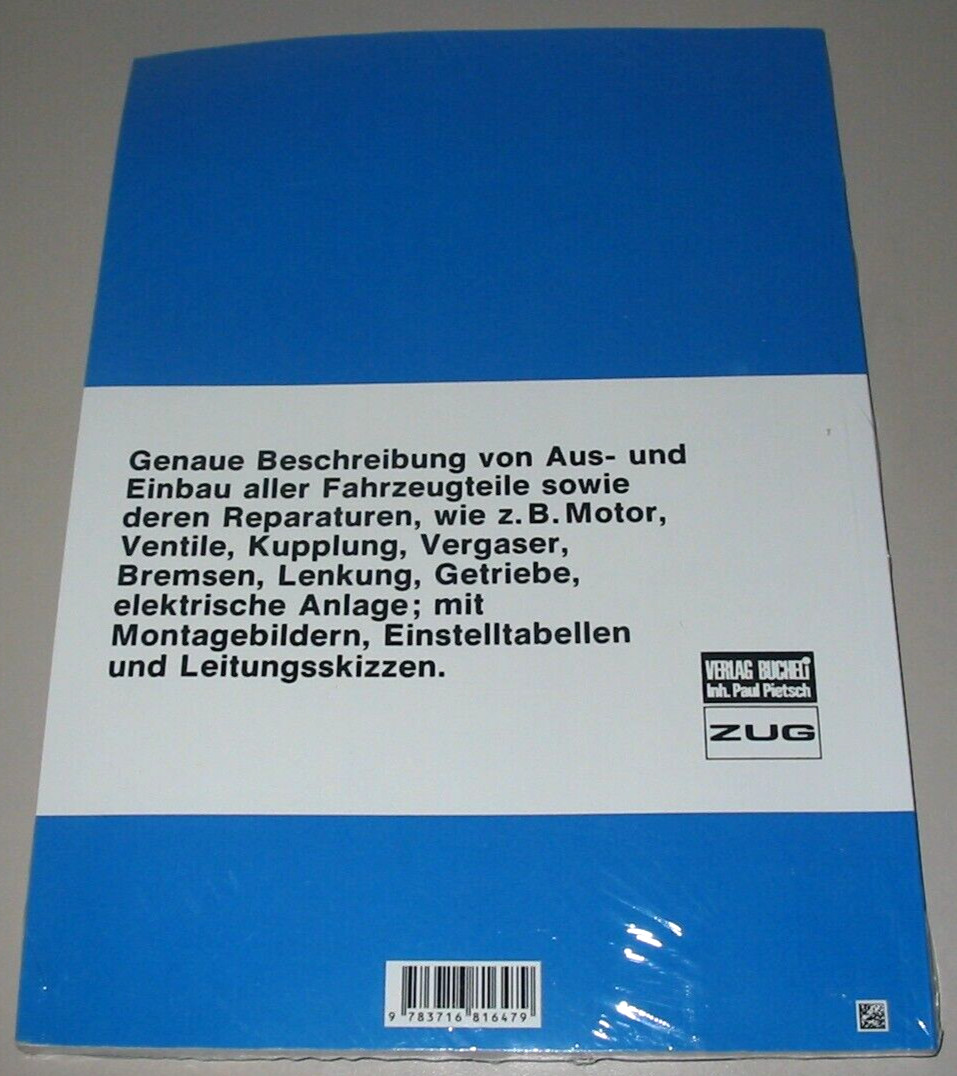 Genaue Beschreibung von Aus- und
Einbau aller Fahrzeugteile sowie
deren Reparaturen, wie z. B. Motor,
Ventile, Kupplung, Vergaser,
Bremsen, Lenkung, Getriebe,
elektrische Anlage; mit
Montagebildern, Einstelltabellen
und Leitungsskizzen.
VERLAG BUCHELI
Inh. Paul Pietsch
ZUG
9 783716 816479